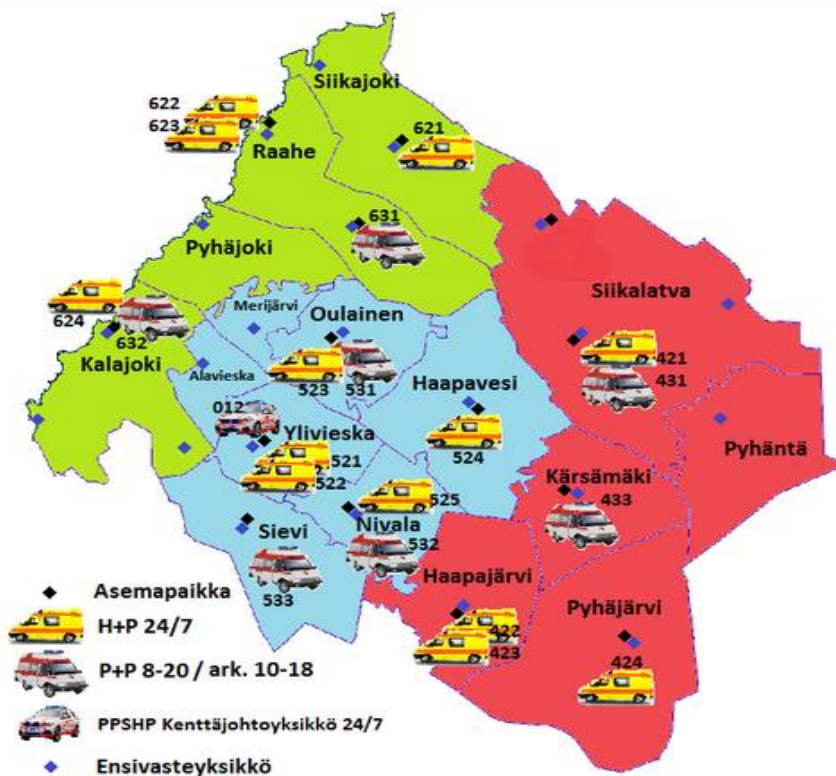 Siikajoki
622
623
Raahe
621
631
Pyhäjoki
Siikalatva
624
632
Kalajoki
Merijärvi
Oulainen
Alavieska
523
531
Haapavesi
421
431
012
Ylivieska
521
522
524
Pyhäntä
Kärsämäki
433
525
Nivala
532
Sievi
533
Haapajärvi
422
423
Pyhäjärvi
424
Asemapaikka
H+P 24/7
P+P 8-20 / ark. 10-18
PPSHP Kenttäjohtoyksikkö 24/7
Ensivasteyksikkö